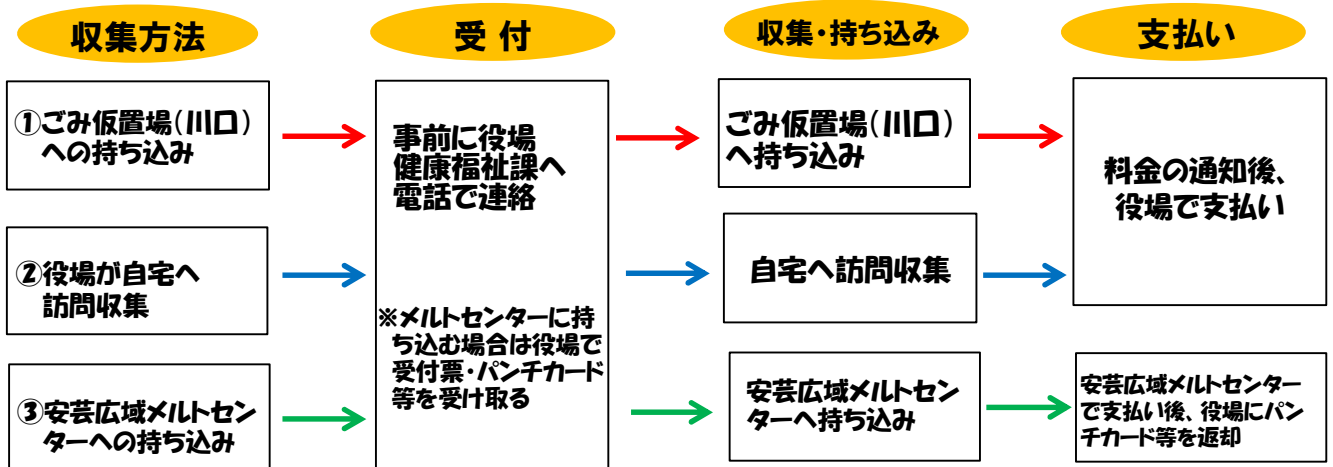 収集方法
受付
収集・持ち込み
支払い
①ごみ仮置場(川口)
への持ち込み
事前に役場
健康福祉課へ
電話で連絡
ごみ仮置場(川口)
へ持ち込み
料金の通知後、
役場で支払い
②役場が自宅へ
訪問収集
自宅へ訪問収集
※メルトセンターに持
ち込む場合は役場で
受付票・パンチカード
等を受け取る
③安芸広域メルトセン
ターへの持ち込み
安芸広域メルトセン
ターへ持ち込み
安芸広域メルトセンター
で支払い後、役場にパン
チカード等を返却